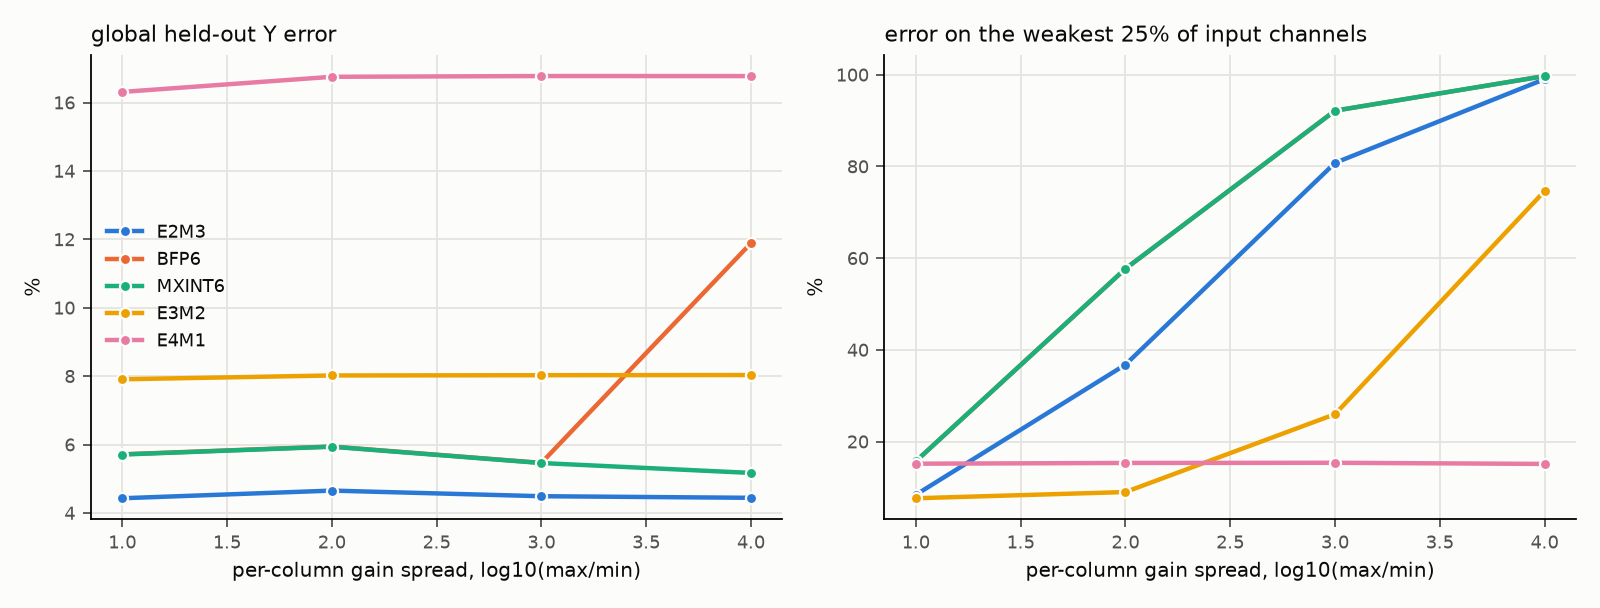 global held-out Y error
%
16
14
12
10
8
6
4
E2M3
BFP6
MXINT6
E3M2
E4M1
1.0 1.5 2.0 2.5 3.0 3.5 4.0
per-column gain spread, log10(max/min)
error on the weakest 25% of input channels
%
100
80
60
40
20
1.0 1.5 2.0 2.5 3.0 3.5 4.0
per-column gain spread, log10(max/min)